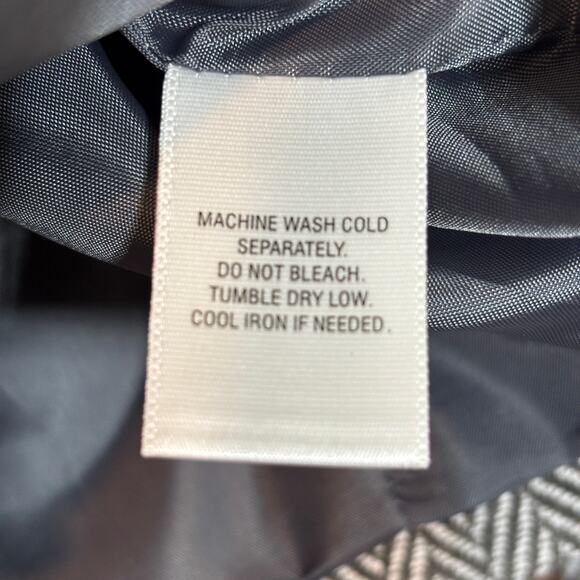 MACHINE WASH COLD
SEPARATELY.
DO NOT BLEACH.
TUMBLE DRY LOW.
COOL IRON IF NEEDED.